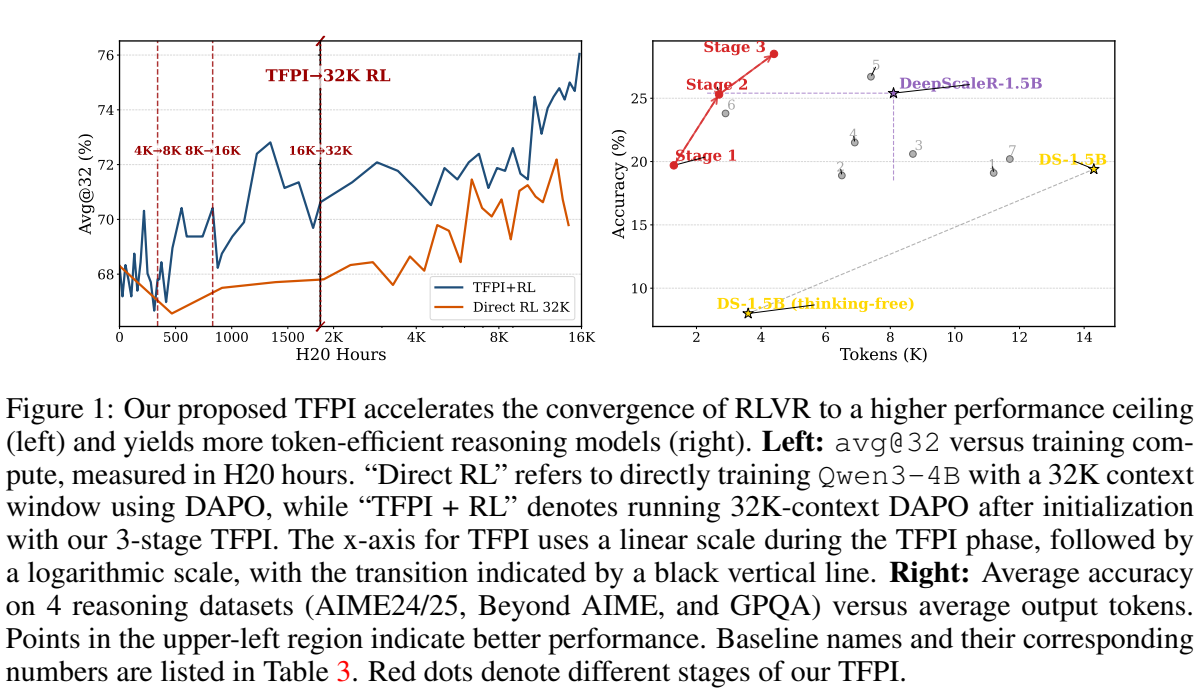 76
74
72
70
68
Avg@32 (%)
TFPI→32K RL
4K→8K 8K→16K 16K→32K
TFPI+RL
Direct RL 32K
0 500 1000 1500 2K 4K 8K 16K
H20 Hours
25
20
15
10
Accuracy (%)
Stage 3
Stage 2
Stage 1
5
DeepScaleR-1.5B
6
4
3
2
1
7
DS-1.5B
DS-1.5B (thinking-free)
2 4 6 8 10 12 14
Tokens (K)
Figure 1: Our proposed TFPI accelerates the convergence of RLVR to a higher performance ceiling
(left) and yields more token-efficient reasoning models (right). Left: avg@32 versus training com-
pute, measured in H20 hours. “Direct RL” refers to directly training Qwen3-4B with a 32K context
window using DAPO, while “TFPI + RL” denotes running 32K-context DAPO after initialization
with our 3-stage TFPI. The x-axis for TFPI uses a linear scale during the TFPI phase, followed by
a logarithmic scale, with the transition indicated by a black vertical line. Right: Average accuracy
on 4 reasoning datasets (AIME24/25, Beyond AIME, and GPQA) versus average output tokens.
Points in the upper-left region indicate better performance. Baseline names and their corresponding
numbers are listed in Table 3. Red dots denote different stages of our TFPI.